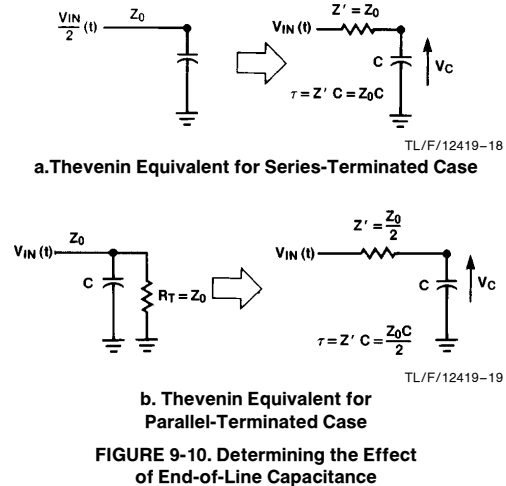 VIN/2 (t) Z0
C
VIN (t) Z' = Z0
C VC
τ = Z' C = Z0C
TL/F/12419–18
a.Thevenin Equivalent for Series-Terminated Case
VIN (t) Z0
C RT = Z0
VIN (t) Z' = Z0/2
C VC
τ = Z' C = Z0C/2
TL/F/12419–19
b. Thevenin Equivalent for
Parallel-Terminated Case
FIGURE 9-10. Determining the Effect
of End-of-Line Capacitance